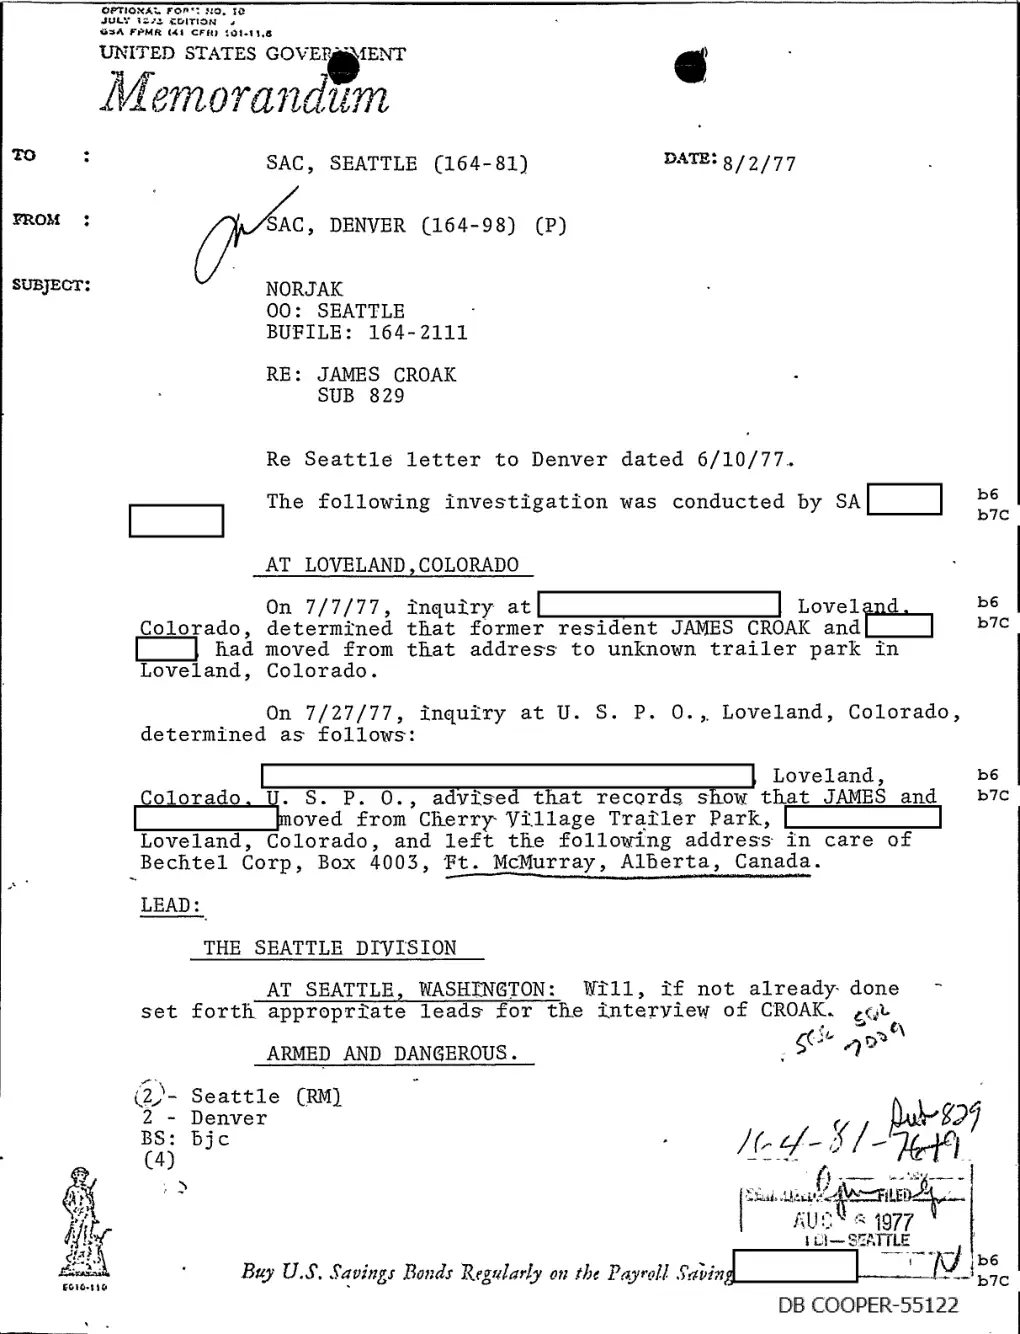 OPTIONAL FORM NO. 10
JULY 1973 EDITION
GSA FPMR (41 CFR) 101-11.6
UNITED STATES GOVERNMENT
Memorandum
TO : SAC, SEATTLE (164-81) DATE: 8/2/77
FROM : SAC, DENVER (164-98) (P)
SUBJECT: NORJAK
OO: SEATTLE
BUFILE: 164-2111
RE: JAMES CROAK
SUB 829
Re Seattle letter to Denver dated 6/10/77.
The following investigation was conducted by SA b6
b7C
AT LOVELAND,COLORADO
On 7/7/77, inquiry at Loveland, b6
Colorado, determined that former resident JAMES CROAK and b7C
had moved from that address to unknown trailer park in
Loveland, Colorado.
On 7/27/77, inquiry at U. S. P. O., Loveland, Colorado,
determined as follows:
, Loveland, b6
Colorado, U. S. P. O., advised that records show that JAMES and b7C
moved from Cherry Village Trailer Park,
Loveland, Colorado, and left the following address in care of
Bechtel Corp, Box 4003, Ft. McMurray, Alberta, Canada.
LEAD:
THE SEATTLE DIVISION
AT SEATTLE, WASHINGTON: Will, if not already done
set forth appropriate leads for the interview of CROAK.
ARMED AND DANGEROUS.
2 - Seattle (RM)
2 - Denver
BS: bjc
(4)
Sub 829
164-81-7649
FILED
AUG 1977
FBI—SEATTLE
Buy U.S. Savings Bonds Regularly on the Payroll Saving b6
b7C
5010-110
DB COOPER-55122